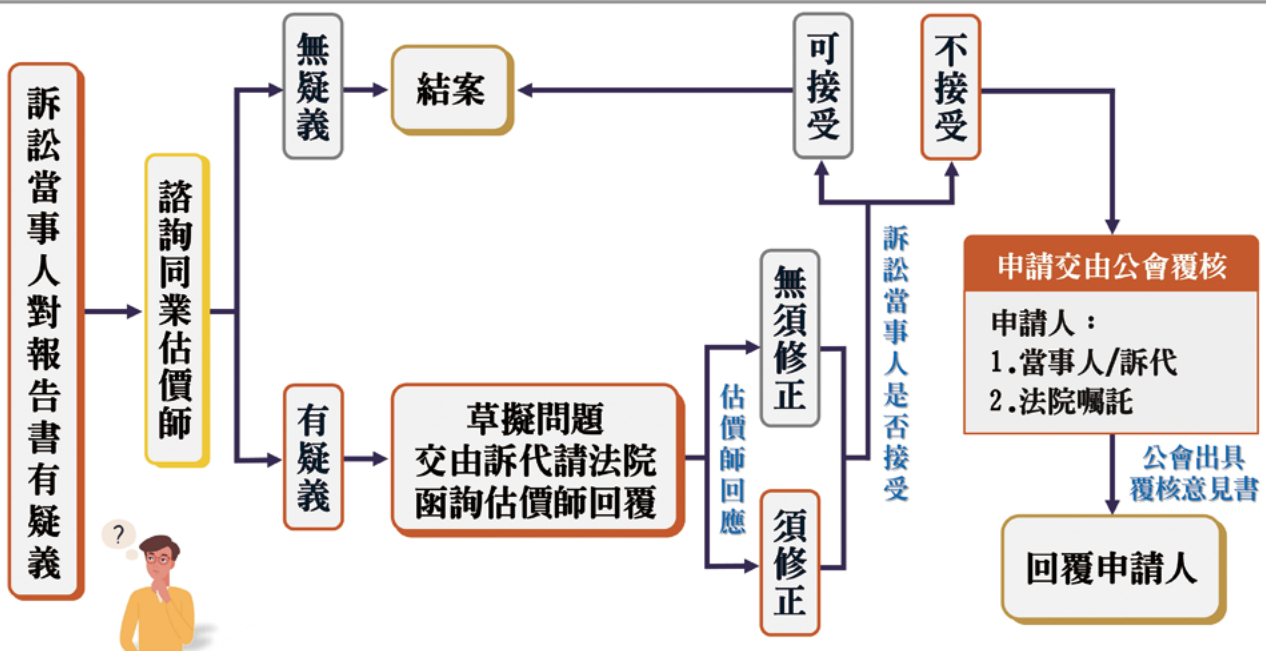 訴訟當事人對報告書有疑義
諮詢同業估價師
無疑義
結案
有疑義
草擬問題
交由訴代請法院
函詢估價師回覆
估價師回應
無須修正
須修正
訴訟當事人是否接受
可接受
不接受
申請交由公會覆核
申請人：
1.當事人/訴代
2.法院囑託
公會出具
覆核意見書
回覆申請人
?